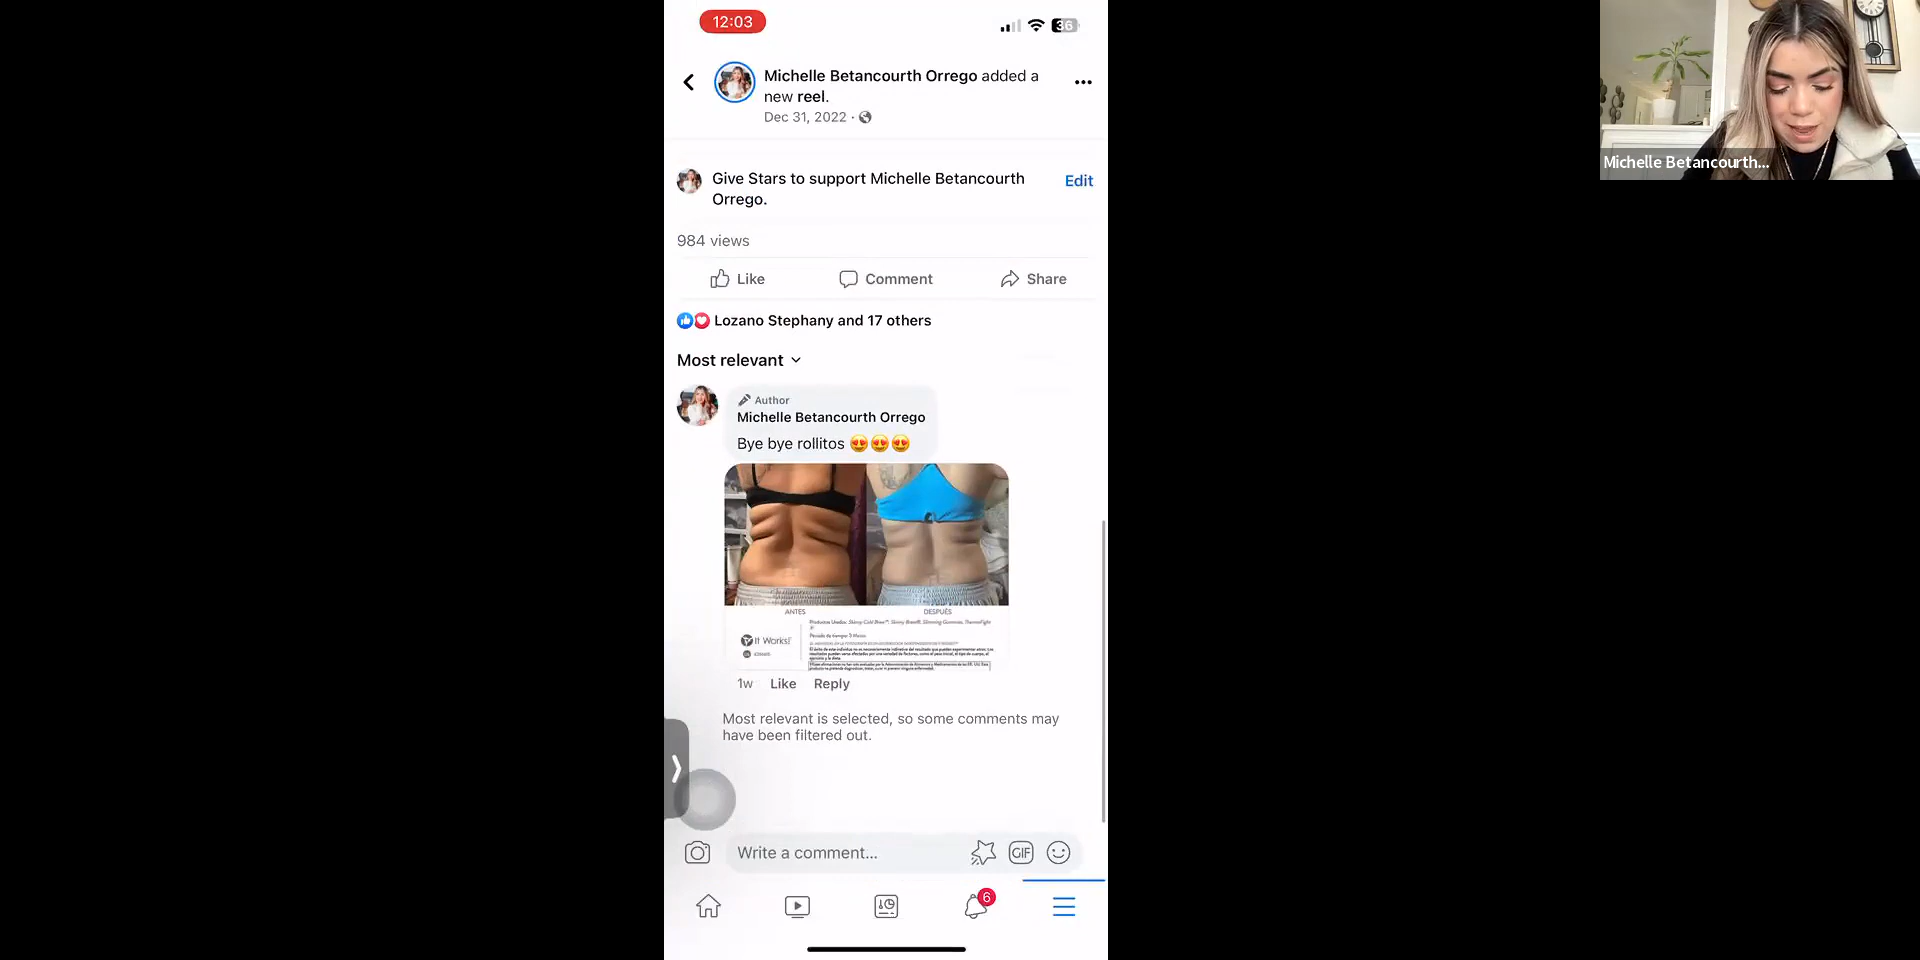 12:03
36
Michelle Betancourth Orrego added a
new reel.
Dec 31, 2022 ·
Give Stars to support Michelle Betancourth
Orrego.
Edit
984 views
Like
Comment
Share
Lozano Stephany and 17 others
Most relevant
Author
Michelle Betancourth Orrego
Bye bye rollitos 😍😍😍
ANTES
DESPUÉS
It Works!
1w
Like
Reply
Most relevant is selected, so some comments may
have been filtered out.
Write a comment...
GIF
6
Michelle Betancourth...